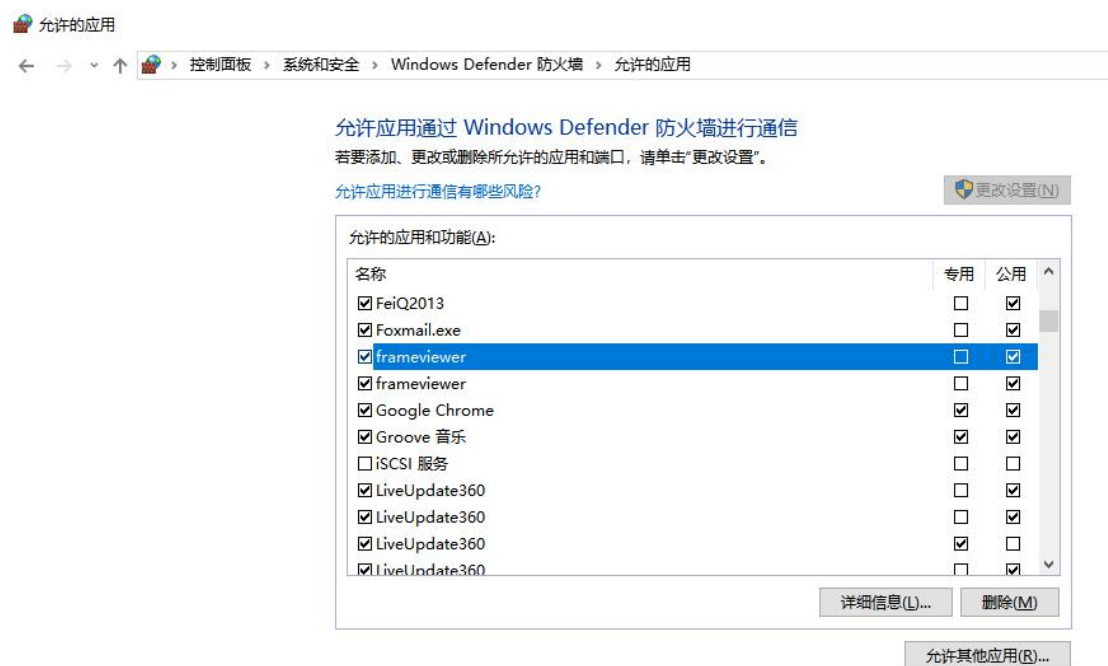 允许的应用
控制面板 › 系统和安全 › Windows Defender 防火墙 › 允许的应用
允许应用通过 Windows Defender 防火墙进行通信
若要添加、更改或删除所允许的应用和端口，请单击"更改设置"。
允许应用进行通信有哪些风险?
更改设置(N)
允许的应用和功能(A):
名称 专用 公用
FeiQ2013
Foxmail.exe
frameviewer
frameviewer
Google Chrome
Groove 音乐
iSCSI 服务
LiveUpdate360
LiveUpdate360
LiveUpdate360
LiveUpdate360
详细信息(L)... 删除(M)
允许其他应用(R)...